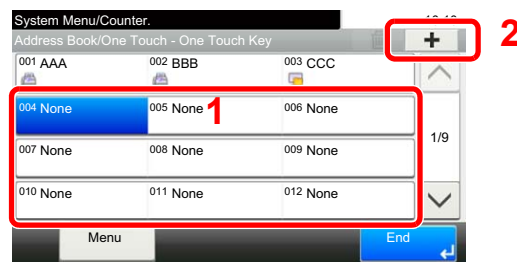 System Menu/Counter.
Address Book/One Touch - One Touch Key
2
001 AAA 002 BBB 003 CCC
004 None 005 None 1 006 None
1/9
007 None 008 None 009 None
010 None 011 None 012 None
Menu End